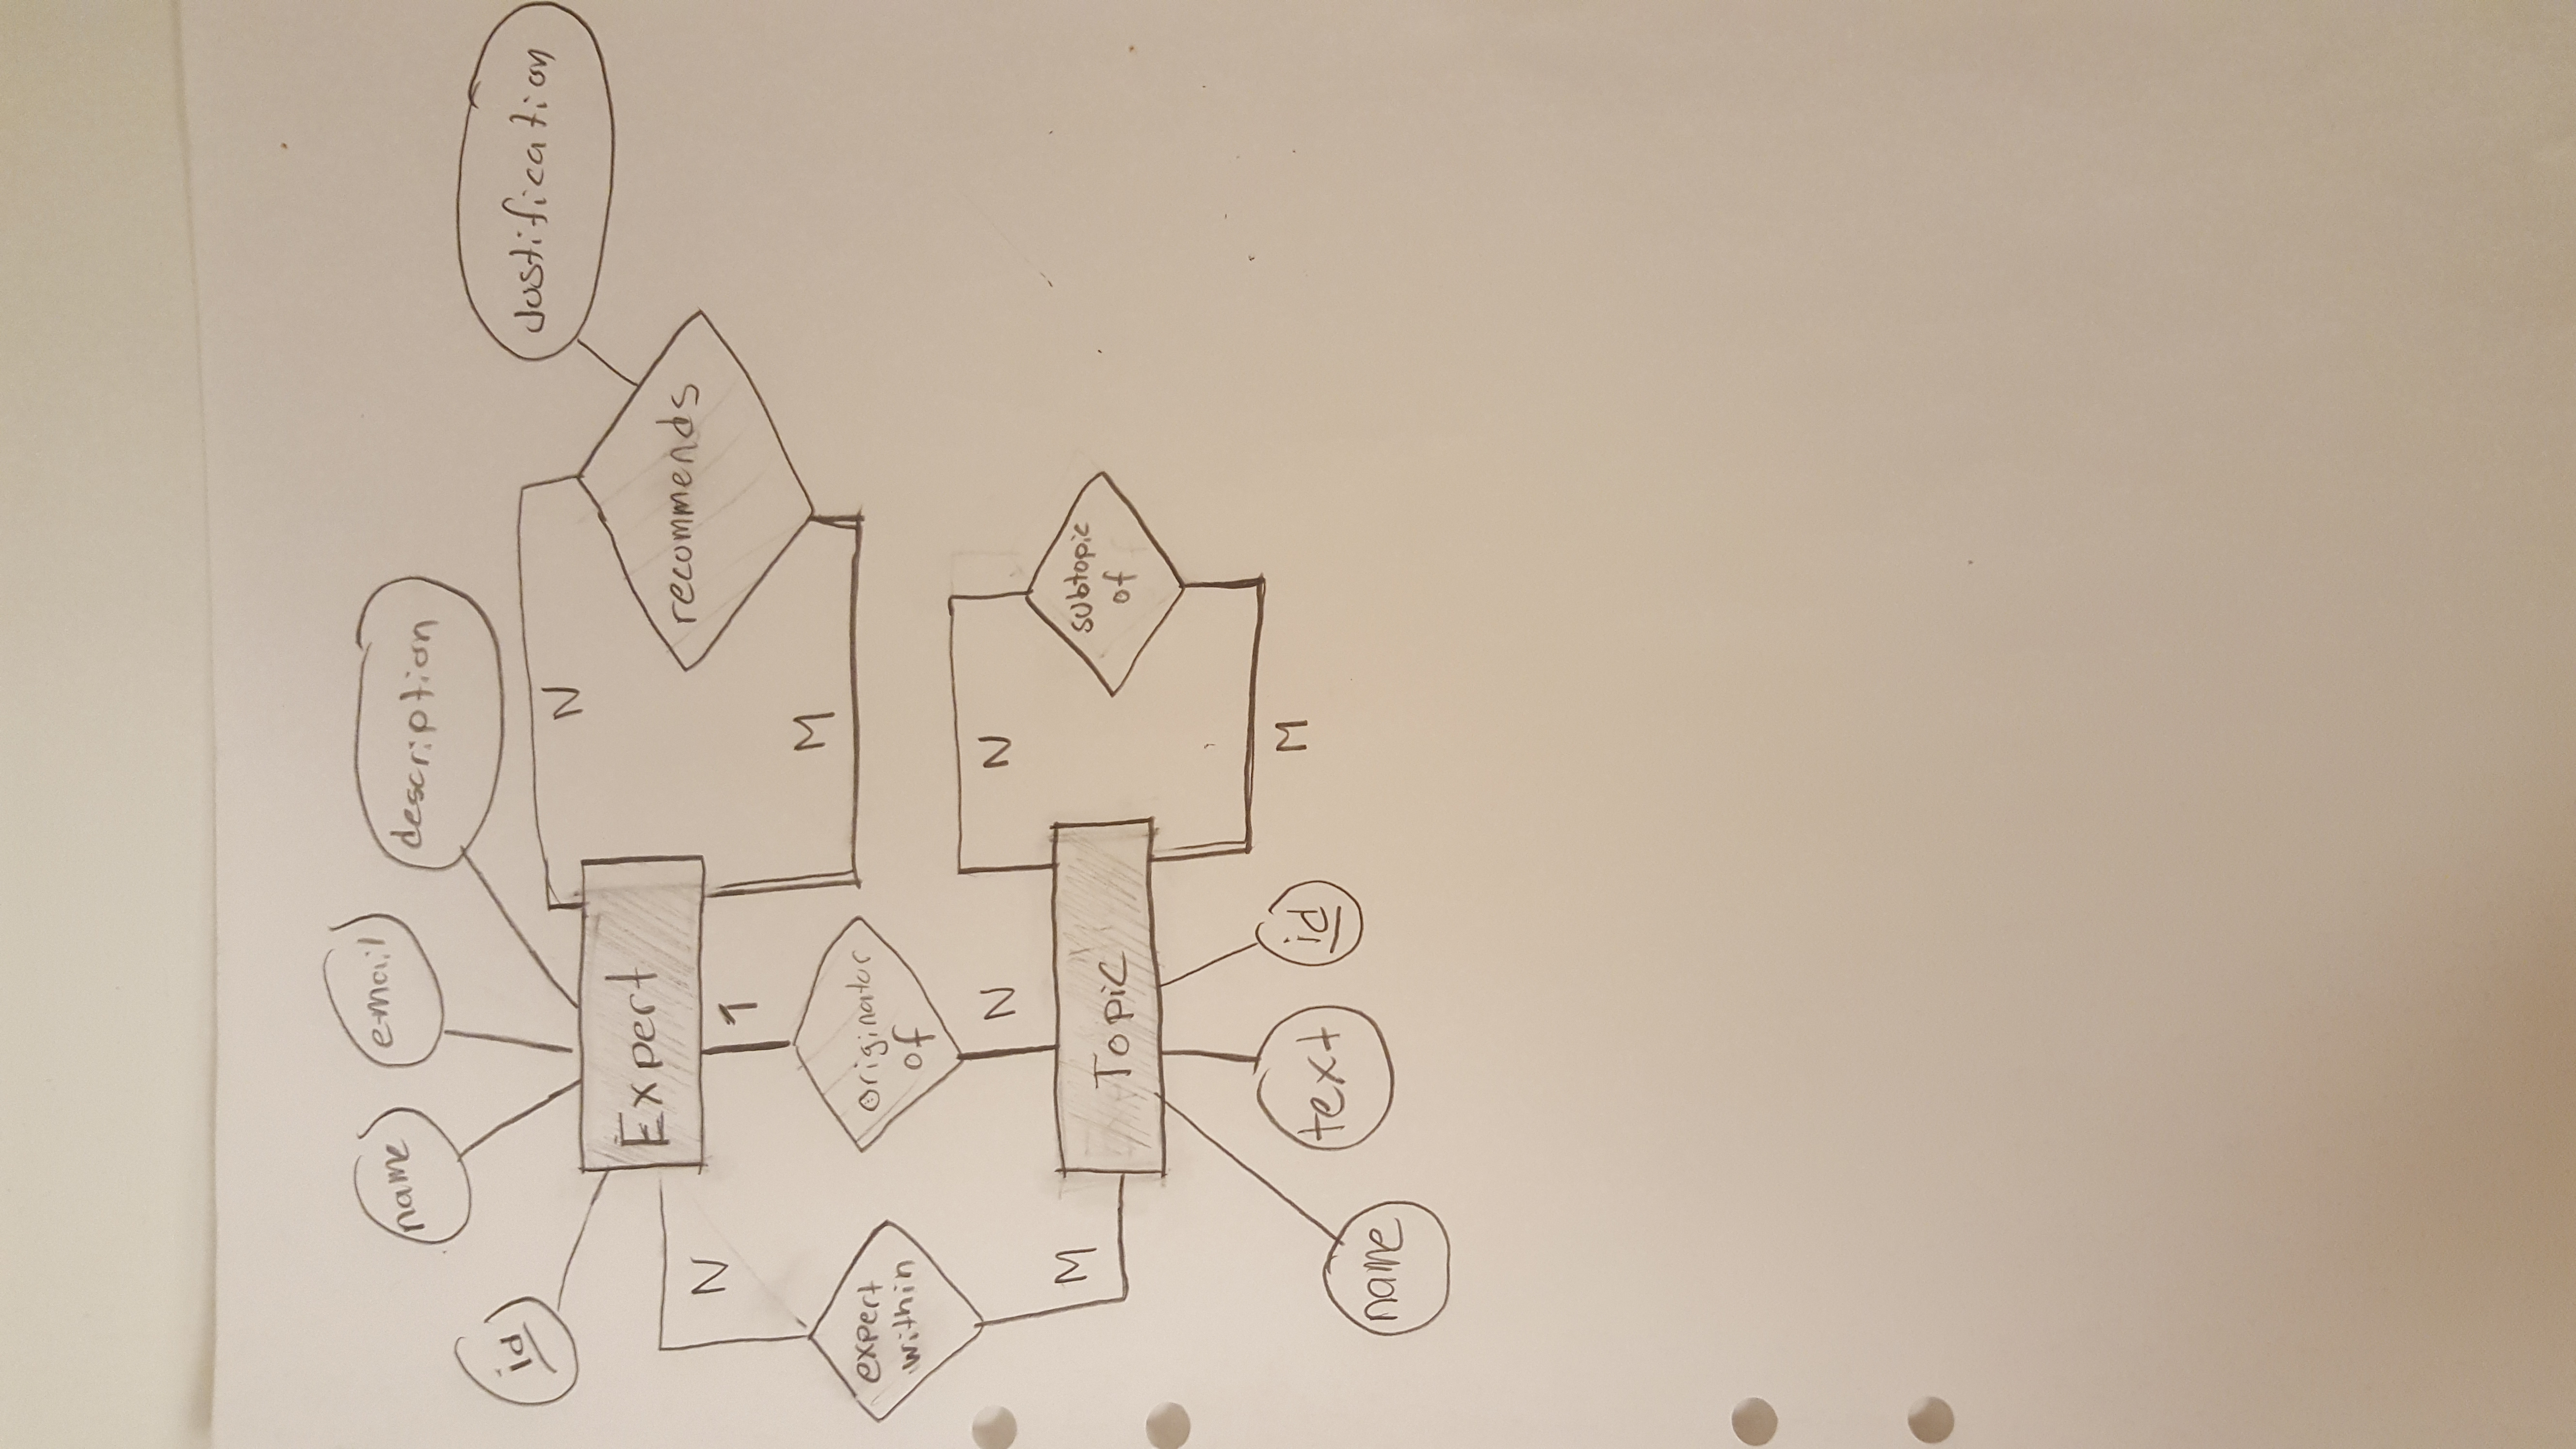 name
e-mail
description
id
Justification
N
Expert
recommends
N
1
M
expert
within
originator
of
N
N
M
subtopic
of
Topic
M
name
text
id